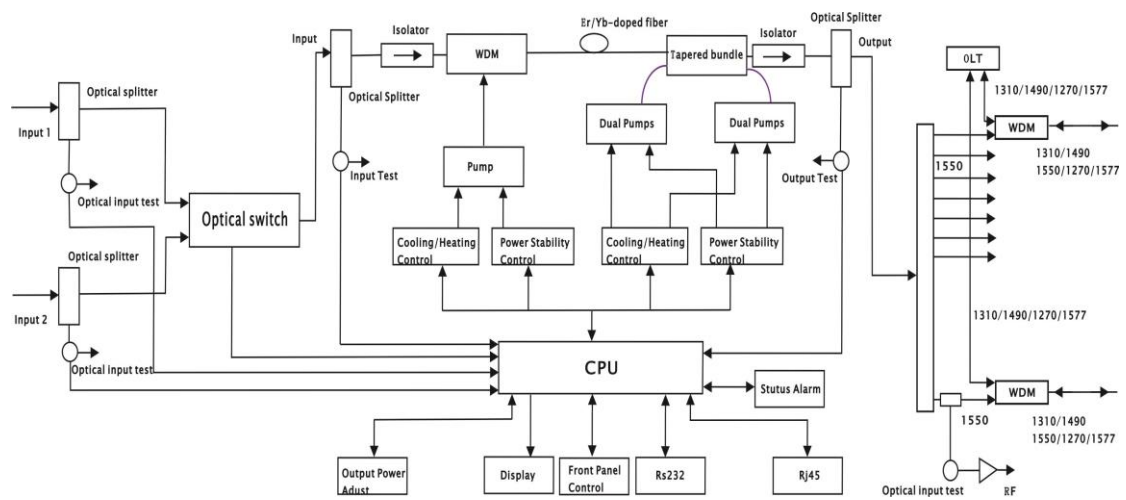 Er/Yb-doped fiber
Optical Splitter
Input
Isolator
WDM
Tapered bundle
Isolator
Output
OLT
Optical splitter
Optical Splitter
1310/1490/1270/1577
Input 1
Dual Pumps
Dual Pumps
WDM
1310/1490
1550/1270/1577
1550
Pump
Input Test
Output Test
Optical input test
Optical switch
Cooling/Heating
Control
Power Stability
Control
Cooling/Heating
Control
Power Stability
Control
Optical splitter
Input 2
1310/1490/1270/1577
Optical input test
CPU
Stutus Alarm
WDM
1550
1310/1490
1550/1270/1577
Output Power
Adust
Display
Front Panel
Control
Rs232
Rj45
Optical input test
RF